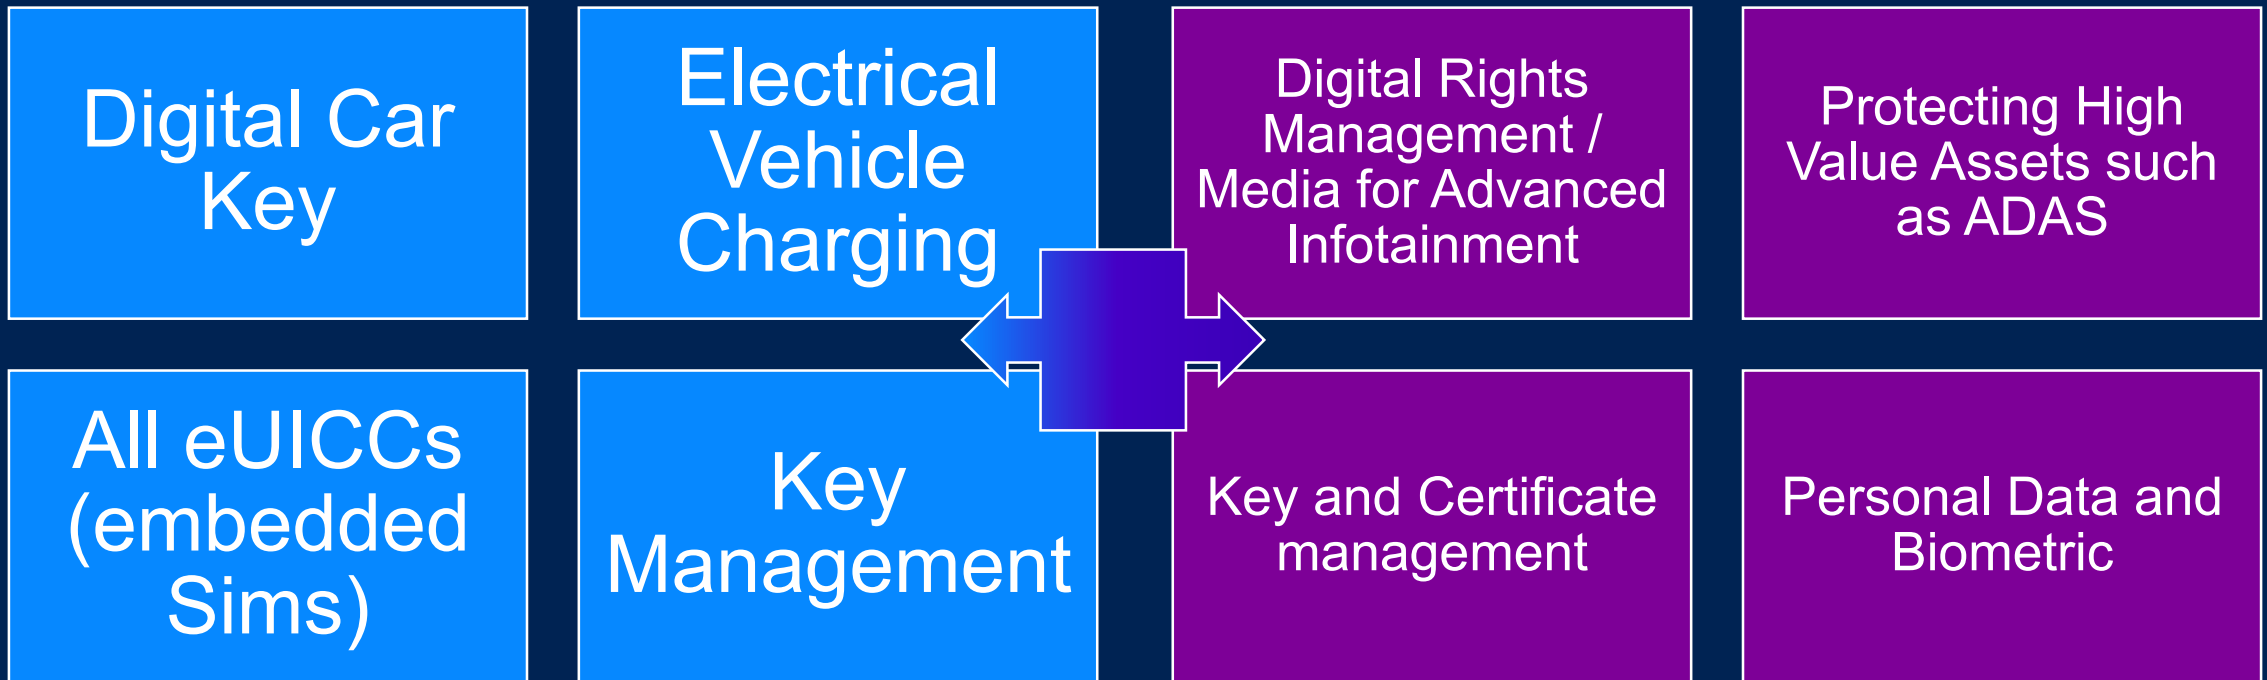 Digital Car
Key
Electrical
Vehicle
Charging
Digital Rights
Management /
Media for Advanced
Infotainment
Protecting High
Value Assets such
as ADAS
All eUICCs
(embedded
Sims)
Key
Management
Key and Certificate
management
Personal Data and
Biometric